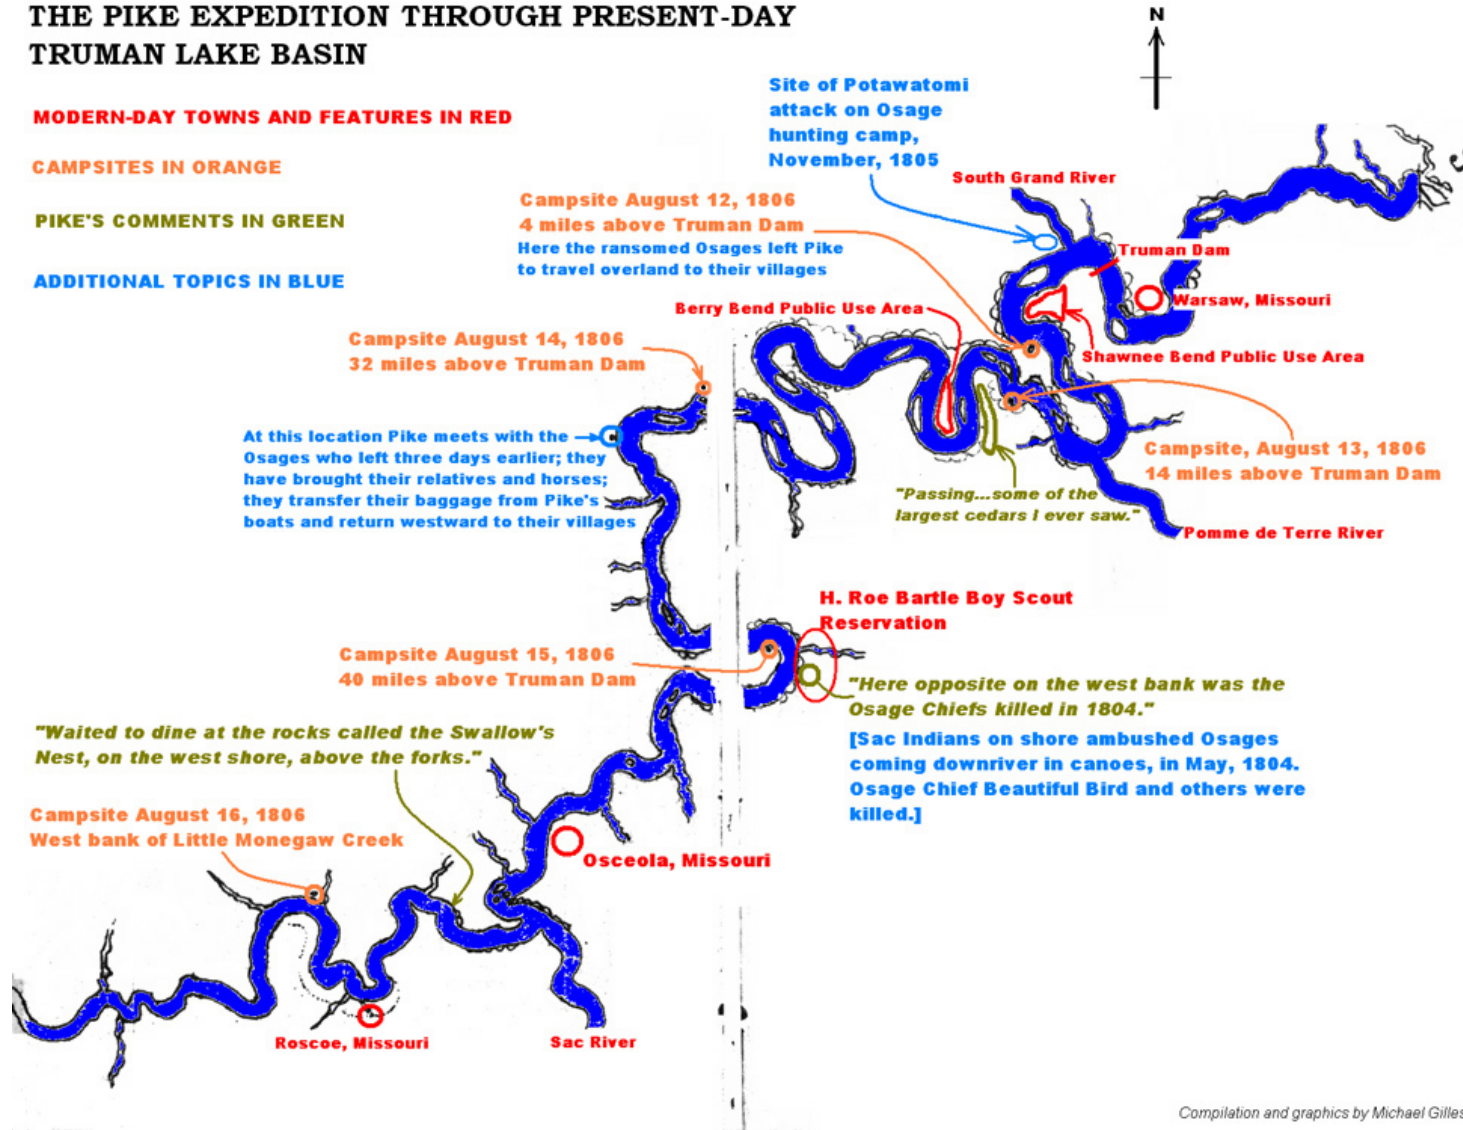 THE PIKE EXPEDITION THROUGH PRESENT-DAY
TRUMAN LAKE BASIN
MODERN-DAY TOWNS AND FEATURES IN RED
CAMPSITES IN ORANGE
PIKE'S COMMENTS IN GREEN
ADDITIONAL TOPICS IN BLUE
N
Site of Potawatomi
attack on Osage
hunting camp,
November, 1805
South Grand River
Campsite August 12, 1806
4 miles above Truman Dam
Here the ransomed Osages left Pike
to travel overland to their villages
Truman Dam
Warsaw, Missouri
Berry Bend Public Use Area
Shawnee Bend Public Use Area
Campsite August 14, 1806
32 miles above Truman Dam
At this location Pike meets with the
Osages who left three days earlier; they
have brought their relatives and horses;
they transfer their baggage from Pike's
boats and return westward to their villages
Campsite, August 13, 1806
14 miles above Truman Dam
"Passing...some of the
largest cedars I ever saw."
Pomme de Terre River
H. Roe Bartle Boy Scout
Reservation
Campsite August 15, 1806
40 miles above Truman Dam
"Here opposite on the west bank was the
Osage Chiefs killed in 1804."
[Sac Indians on shore ambushed Osages
coming downriver in canoes, in May, 1804.
Osage Chief Beautiful Bird and others were
killed.]
"Waited to dine at the rocks called the Swallow's
Nest, on the west shore, above the forks."
Campsite August 16, 1806
West bank of Little Monegaw Creek
Osceola, Missouri
Roscoe, Missouri
Sac River
Compilation and graphics by Michael Gilles